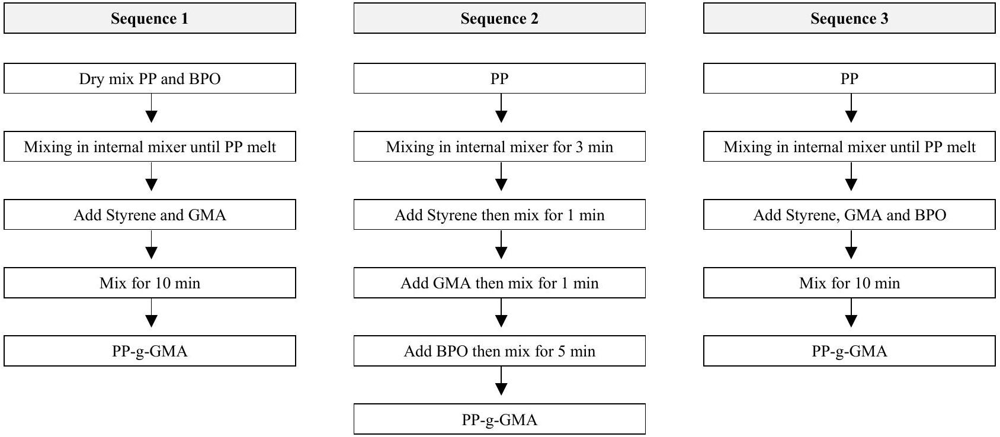 Sequence 1
Dry mix PP and BPO
Mixing in internal mixer until PP melt
Add Styrene and GMA
Mix for 10 min
PP-g-GMA
Sequence 2
PP
Mixing in internal mixer for 3 min
Add Styrene then mix for 1 min
Add GMA then mix for 1 min
Add BPO then mix for 5 min
PP-g-GMA
Sequence 3
PP
Mixing in internal mixer until PP melt
Add Styrene, GMA and BPO
Mix for 10 min
PP-g-GMA